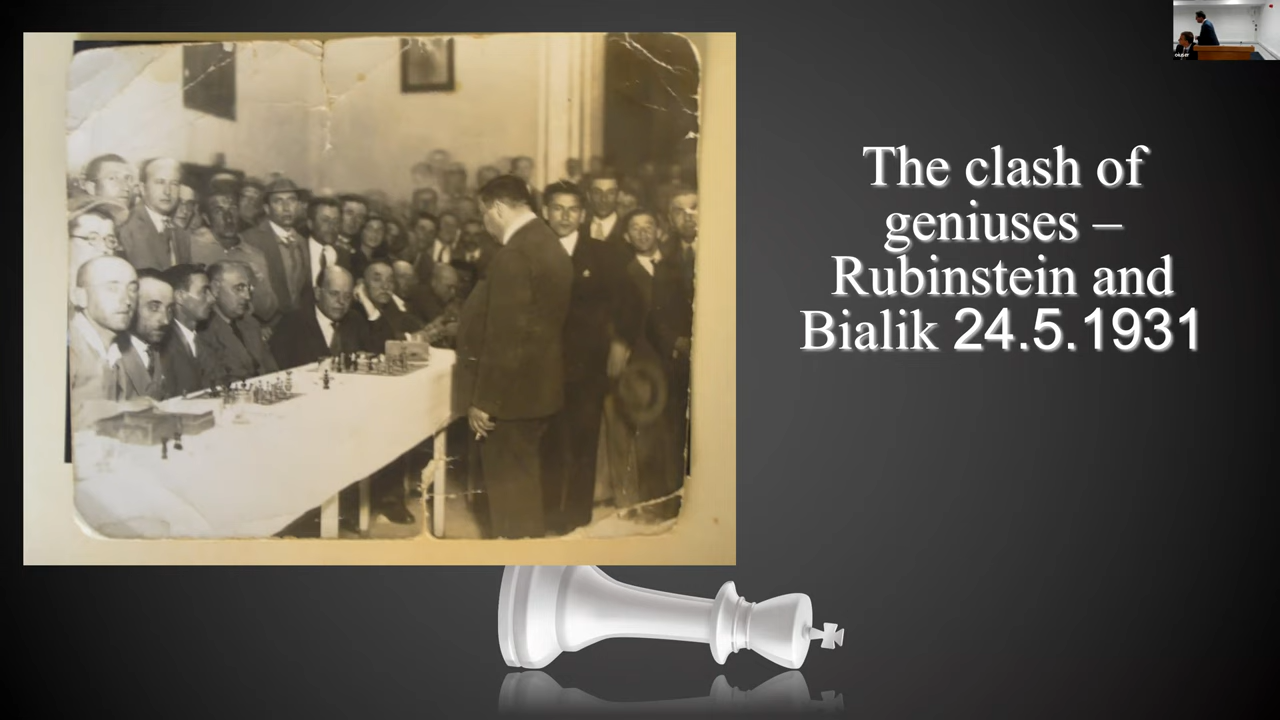 The clash of
geniuses –
Rubinstein and
Bialik 24.5.1931